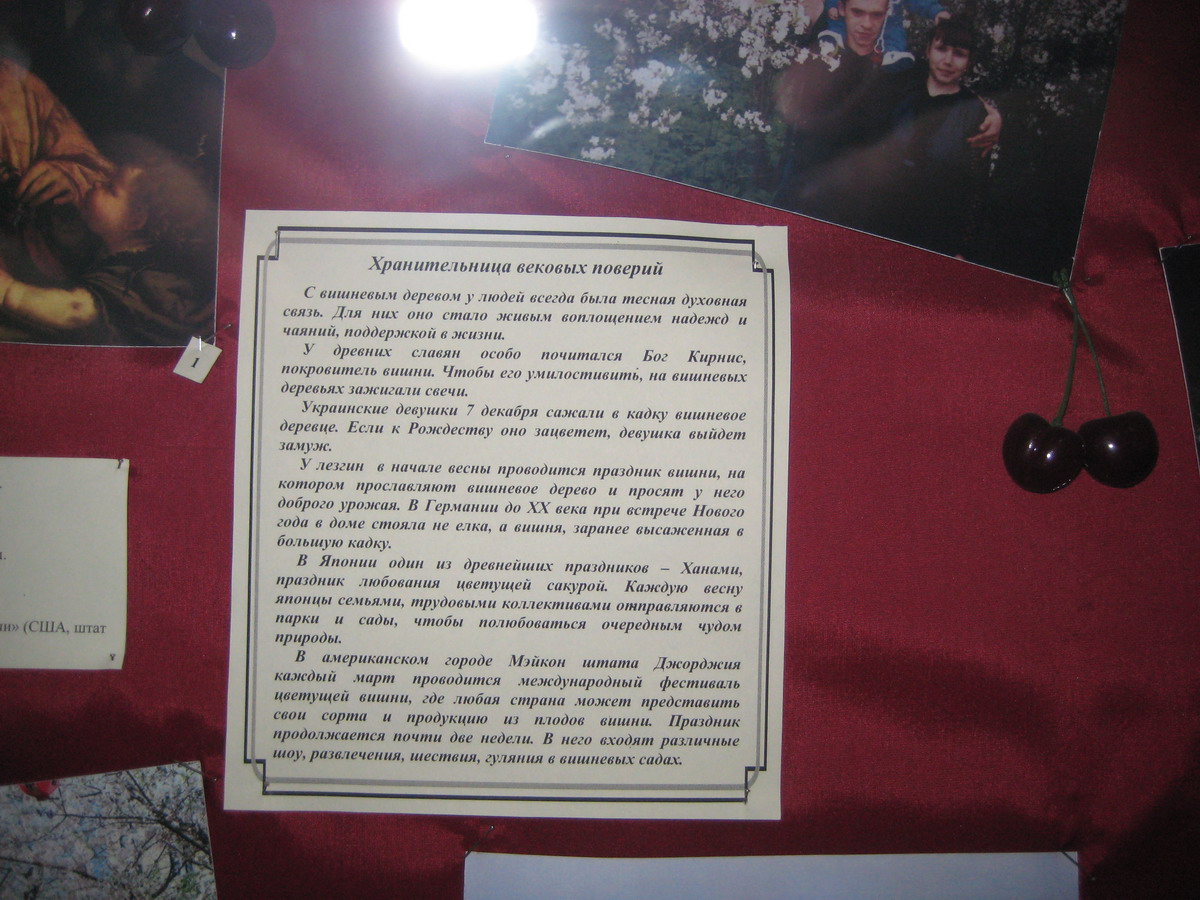 Хранительница вековых поверий
С вишневым деревом у людей всегда была тесная духовная
связь. Для них оно стало живым воплощением надежд и
чаяний, поддержкой в жизни.
У древних славян особо почитался Бог Кирнис,
покровитель вишни. Чтобы его умилостивить, на вишневых
деревьях зажигали свечи.
Украинские девушки 7 декабря сажали в кадку вишневое
деревце. Если к Рождеству оно зацветет, девушка выйдет
замуж.
У лезгин в начале весны проводится праздник вишни, на
котором прославляют вишневое дерево и просят у него
доброго урожая. В Германии до XX века при встрече Нового
года в доме стояла не елка, а вишня, заранее высаженная в
большую кадку.
В Японии один из древнейших праздников – Ханами,
праздник любования цветущей сакурой. Каждую весну
японцы семьями, трудовыми коллективами отправляются в
парки и сады, чтобы полюбоваться очередным чудом
природы.
В американском городе Мэйкон штата Джорджия
каждый март проводится международный фестиваль
цветущей вишни, где любая страна может представить
свои сорта и продукцию из плодов вишни. Праздник
продолжается почти две недели. В него входят различные
шоу, развлечения, шествия, гуляния в вишневых садах.
1
(США, штат